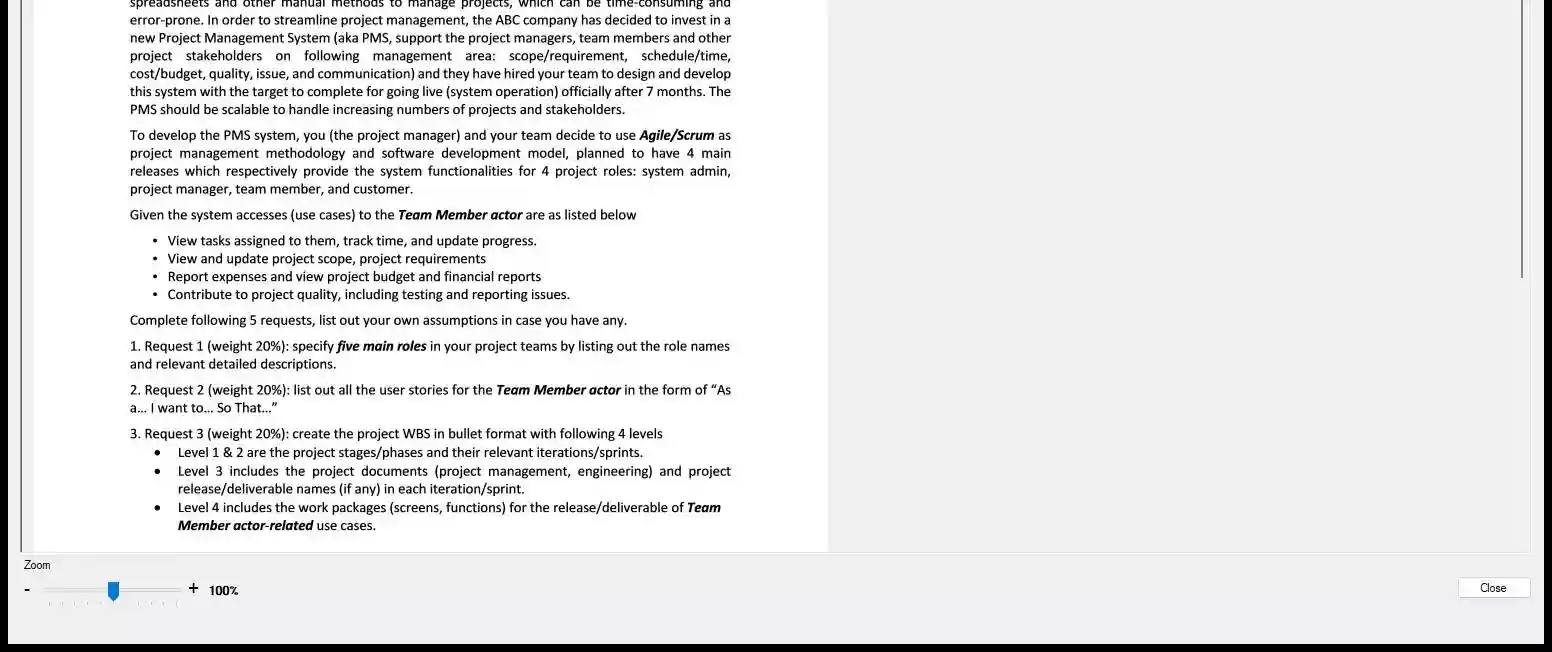 spreadsheets and other manual methods to manage projects, which can be time-consuming and
error-prone. In order to streamline project management, the ABC company has decided to invest in a
new Project Management System (aka PMS, support the project managers, team members and other
project stakeholders on following management area: scope/requirement, schedule/time,
cost/budget, quality, issue, and communication) and they have hired your team to design and develop
this system with the target to complete for going live (system operation) officially after 7 months. The
PMS should be scalable to handle increasing numbers of projects and stakeholders.
To develop the PMS system, you (the project manager) and your team decide to use Agile/Scrum as
project management methodology and software development model, planned to have 4 main
releases which respectively provide the system functionalities for 4 project roles: system admin,
project manager, team member, and customer.
Given the system accesses (use cases) to the Team Member actor are as listed below
• View tasks assigned to them, track time, and update progress.
• View and update project scope, project requirements
• Report expenses and view project budget and financial reports
• Contribute to project quality, including testing and reporting issues.
Complete following 5 requests, list out your own assumptions in case you have any.
1. Request 1 (weight 20%): specify five main roles in your project teams by listing out the role names
and relevant detailed descriptions.
2. Request 2 (weight 20%): list out all the user stories for the Team Member actor in the form of “As
a... I want to... So That...”
3. Request 3 (weight 20%): create the project WBS in bullet format with following 4 levels
• Level 1 & 2 are the project stages/phases and their relevant iterations/sprints.
• Level 3 includes the project documents (project management, engineering) and project
release/deliverable names (if any) in each iteration/sprint.
• Level 4 includes the work packages (screens, functions) for the release/deliverable of Team
Member actor-related use cases.
Zoom
- + 100%
Close